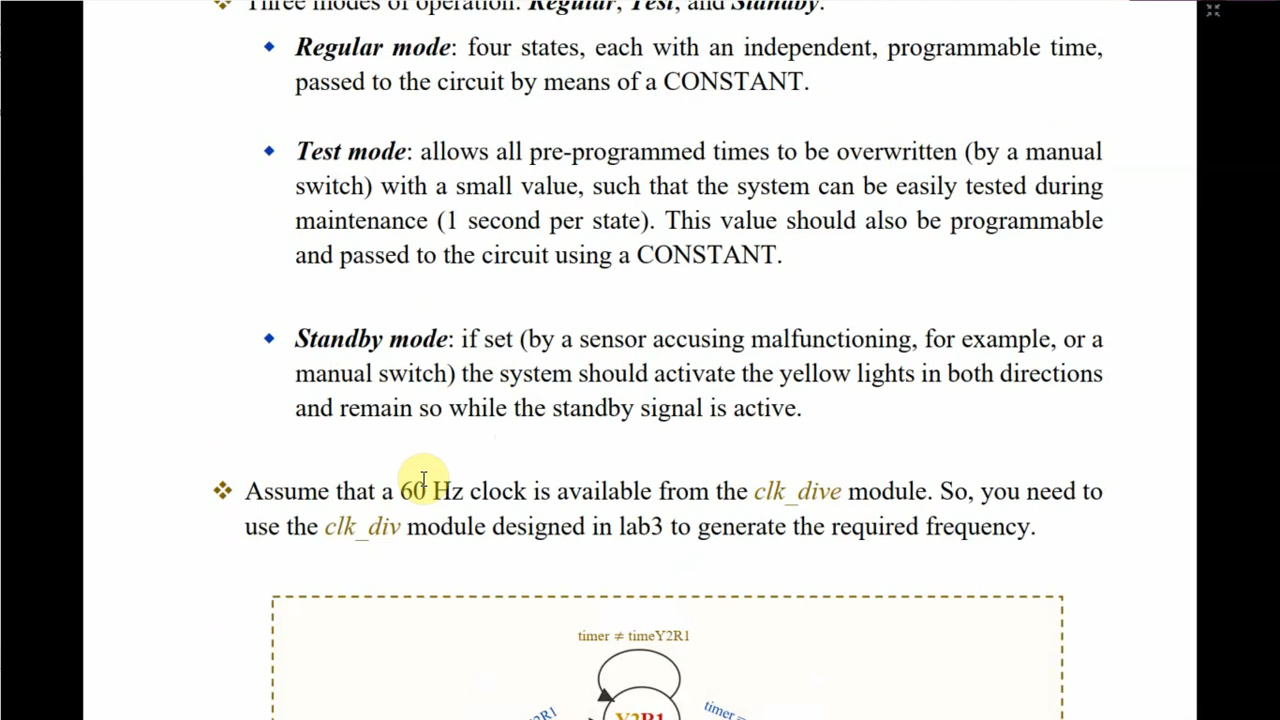 Three modes of operation: Regular, Test, and Standby.
Regular mode: four states, each with an independent, programmable time,
passed to the circuit by means of a CONSTANT.
Test mode: allows all pre-programmed times to be overwritten (by a manual
switch) with a small value, such that the system can be easily tested during
maintenance (1 second per state). This value should also be programmable
and passed to the circuit using a CONSTANT.
Standby mode: if set (by a sensor accusing malfunctioning, for example, or a
manual switch) the system should activate the yellow lights in both directions
and remain so while the standby signal is active.
Assume that a 60 Hz clock is available from the clk_dive module. So, you need to
use the clk_div module designed in lab3 to generate the required frequency.
timer ≠ timeY2R1
Y2R1
timer =